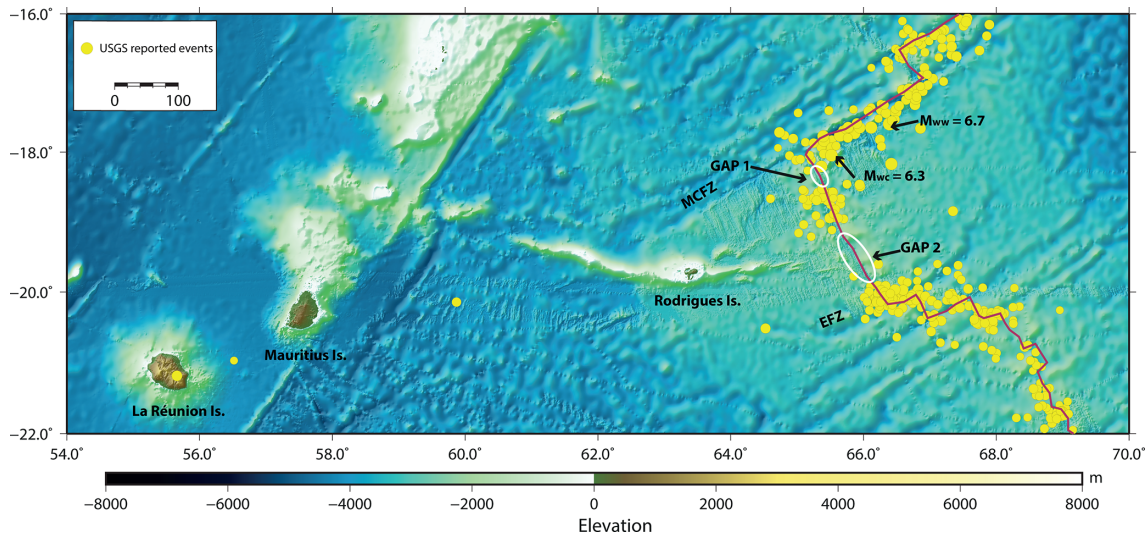 −16.0˚
USGS reported events
0 100
Mww = 6.7
−18.0˚
GAP 1
Mwc = 6.3
MCFZ
GAP 2
−20.0˚
Rodrigues Is.
EFZ
Mauritius Is.
La Réunion Is.
−22.0˚
54.0˚ 56.0˚ 58.0˚ 60.0˚ 62.0˚ 64.0˚ 66.0˚ 68.0˚ 70.0˚
m
−8000 −6000 −4000 −2000 0 2000 4000 6000 8000
Elevation